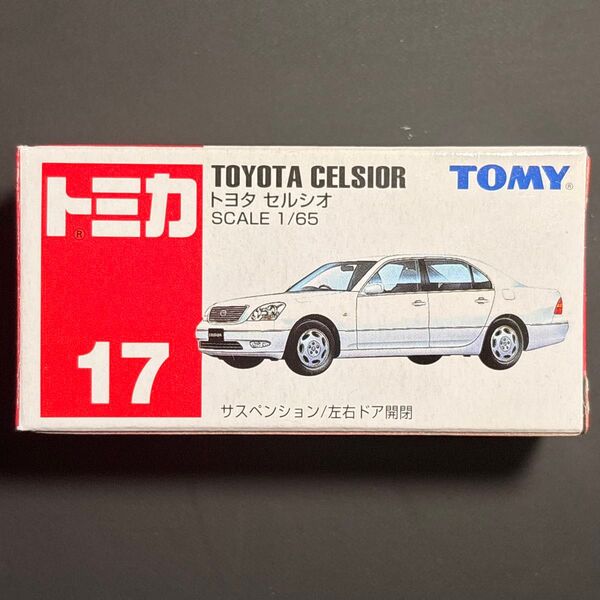 トミカ®
17
TOYOTA CELSIOR
トヨタ セルシオ
SCALE 1/65
TOMY®
サスペンション/左右ドア開閉